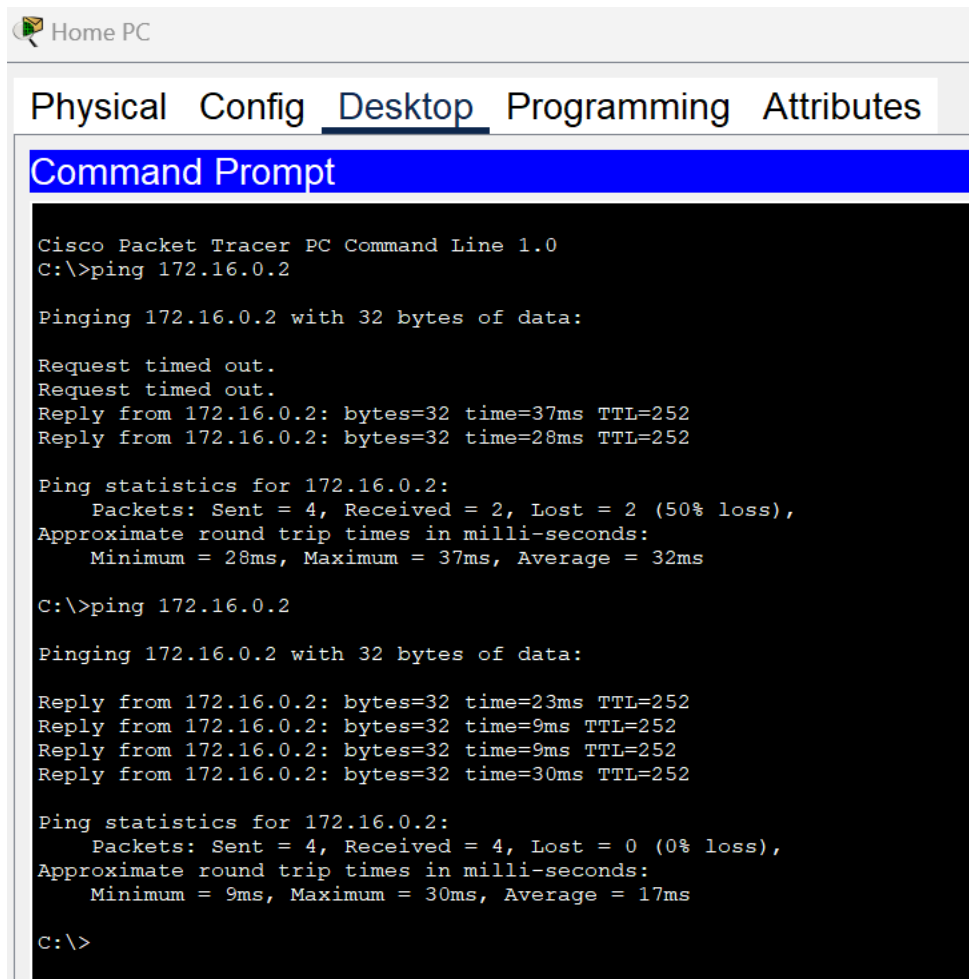 Home PC
Physical Config Desktop Programming Attributes
Command Prompt
Cisco Packet Tracer PC Command Line 1.0
C:\>ping 172.16.0.2
Pinging 172.16.0.2 with 32 bytes of data:
Request timed out.
Request timed out.
Reply from 172.16.0.2: bytes=32 time=37ms TTL=252
Reply from 172.16.0.2: bytes=32 time=28ms TTL=252
Ping statistics for 172.16.0.2:
Packets: Sent = 4, Received = 2, Lost = 2 (50% loss),
Approximate round trip times in milli-seconds:
Minimum = 28ms, Maximum = 37ms, Average = 32ms
C:\>ping 172.16.0.2
Pinging 172.16.0.2 with 32 bytes of data:
Reply from 172.16.0.2: bytes=32 time=23ms TTL=252
Reply from 172.16.0.2: bytes=32 time=9ms TTL=252
Reply from 172.16.0.2: bytes=32 time=9ms TTL=252
Reply from 172.16.0.2: bytes=32 time=30ms TTL=252
Ping statistics for 172.16.0.2:
Packets: Sent = 4, Received = 4, Lost = 0 (0% loss),
Approximate round trip times in milli-seconds:
Minimum = 9ms, Maximum = 30ms, Average = 17ms
C:\>